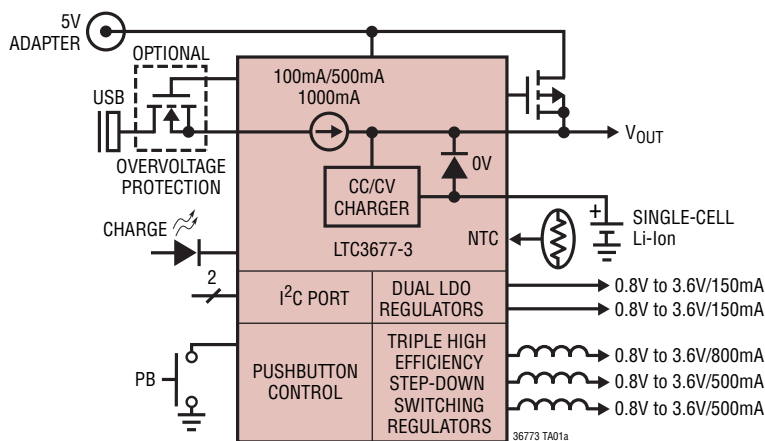 5V
ADAPTER
OPTIONAL
USB
OVERVOLTAGE
PROTECTION
100mA/500mA
1000mA
VOUT
0V
CC/CV
CHARGER
CHARGE
LTC3677-3
NTC
+
SINGLE-CELL
Li-Ion
2
I2C PORT
DUAL LDO
REGULATORS
0.8V to 3.6V/150mA
0.8V to 3.6V/150mA
PB
PUSHBUTTON
CONTROL
TRIPLE HIGH
EFFICIENCY
STEP-DOWN
SWITCHING
REGULATORS
0.8V to 3.6V/800mA
0.8V to 3.6V/500mA
0.8V to 3.6V/500mA
36773 TA01a